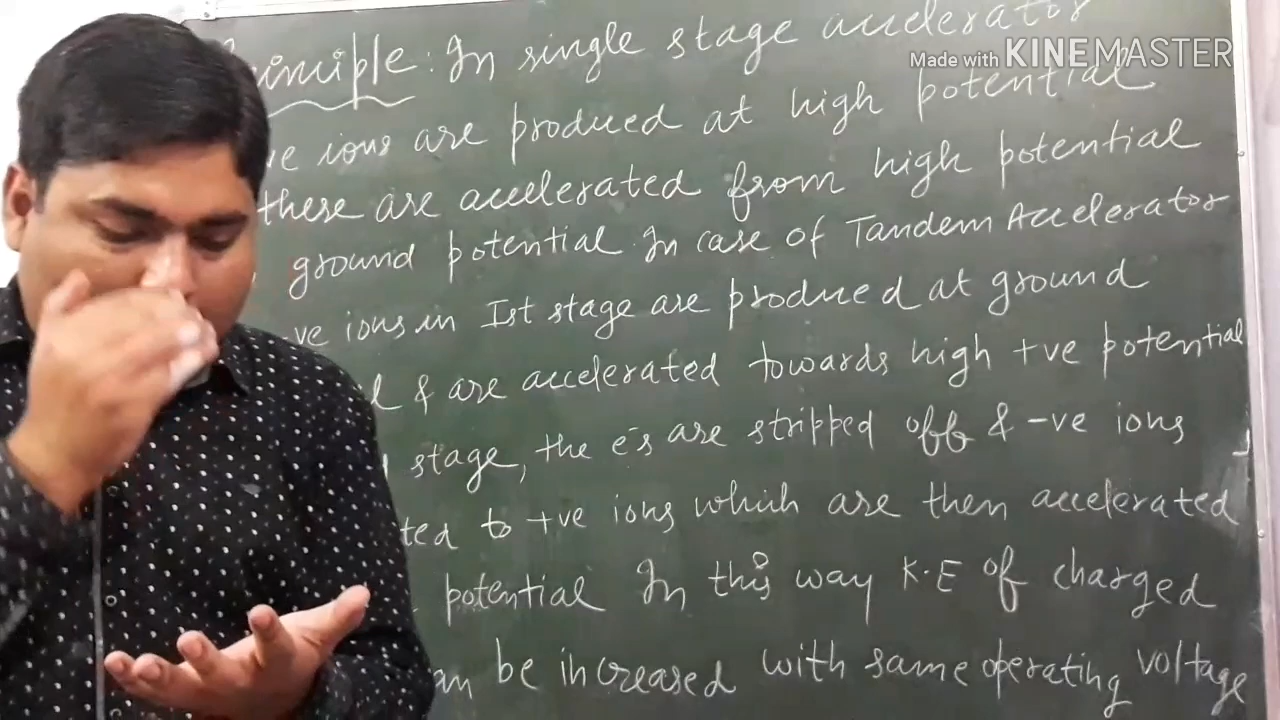 Made with KINEMASTER
inciple: In single stage accelerator
ve ions are produced at high potential
these are accelerated from high potential
ground potential. In case of Tandem Accelerator
ve ions in Ist stage are produced at ground
l & are accelerated towards high +ve potential
stage, the e⁻s are stripped off & -ve ions
ted to +ve ions which are then accelerated
potential In this way K.E of charged
an be increased with same operating voltage